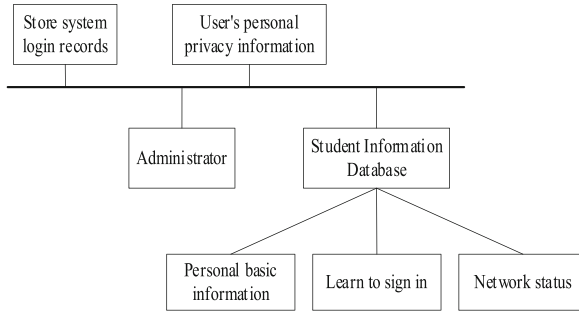 Store system
login records
User's personal
privacy information
Administrator
Student Information
Database
Personal basic
information
Learn to sign in
Network status